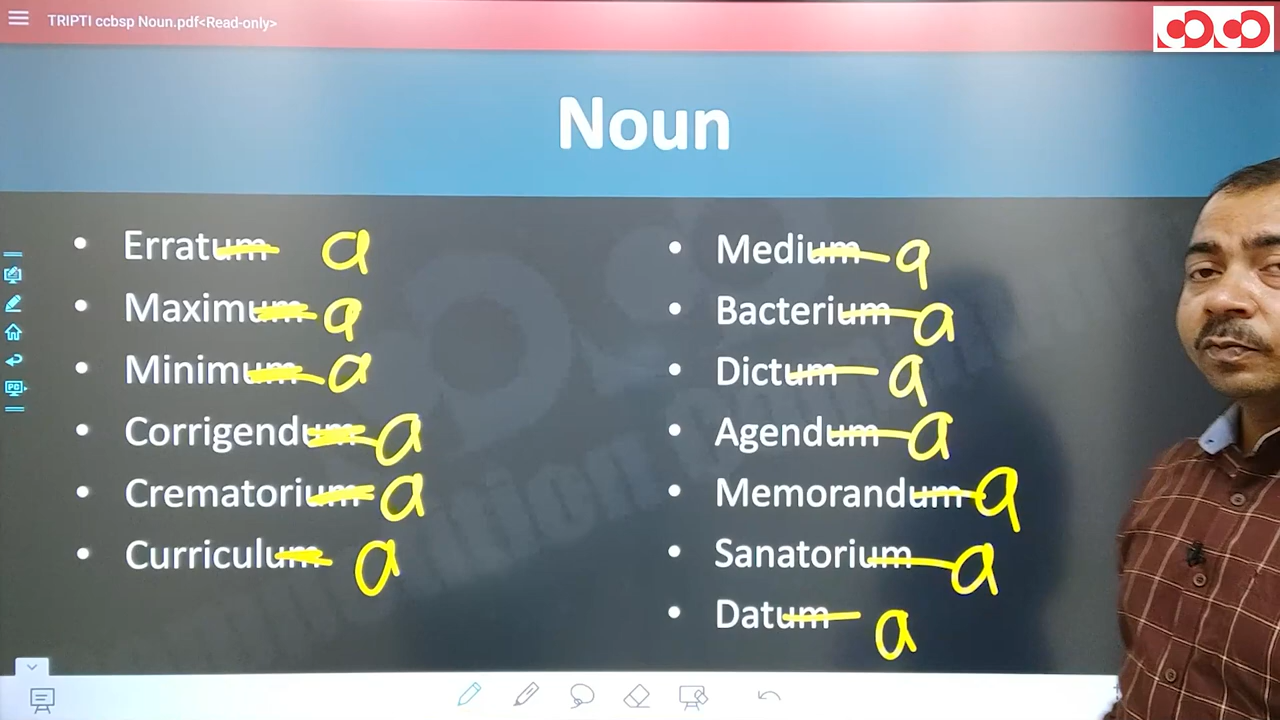 TRIPTI ccbsp Noun.pdf<Read-only>
Noun
• Erratum a
• Maximum a
• Minimum a
• Corrigendum a
• Crematorium a
• Curriculum a
• Medium a
• Bacterium a
• Dictum a
• Agendum a
• Memorandum a
• Sanatorium a
• Datum a